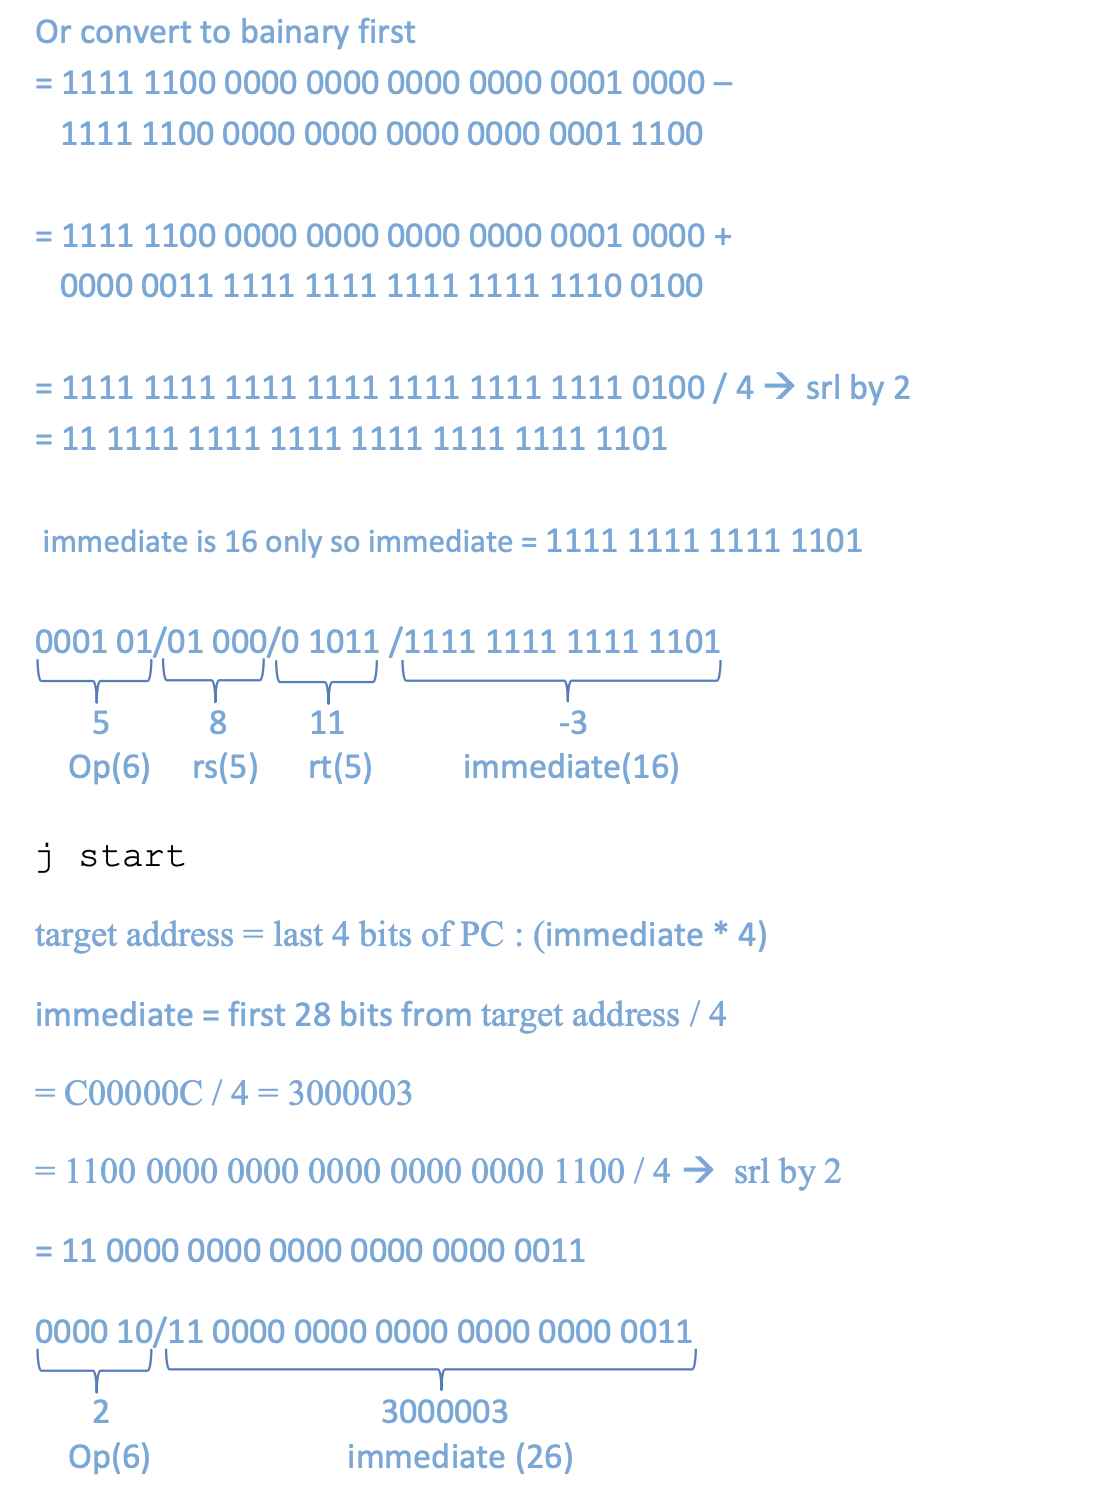 Or convert to bainary first
= 1111 1100 0000 0000 0000 0000 0001 0000 –
1111 1100 0000 0000 0000 0000 0001 1100
= 1111 1100 0000 0000 0000 0000 0001 0000 +
0000 0011 1111 1111 1111 1111 1110 0100
= 1111 1111 1111 1111 1111 1111 1111 0100 / 4 → srl by 2
= 11 1111 1111 1111 1111 1111 1111 1101
immediate is 16 only so immediate = 1111 1111 1111 1101
0001 01/01 000/0 1011 /1111 1111 1111 1101
5 8 11 -3
Op(6) rs(5) rt(5) immediate(16)
j start
target address = last 4 bits of PC : (immediate * 4)
immediate = first 28 bits from target address / 4
= C00000C / 4 = 3000003
= 1100 0000 0000 0000 0000 0000 1100 / 4 → srl by 2
= 11 0000 0000 0000 0000 0000 0011
0000 10/11 0000 0000 0000 0000 0000 0011
2 3000003
Op(6) immediate (26)